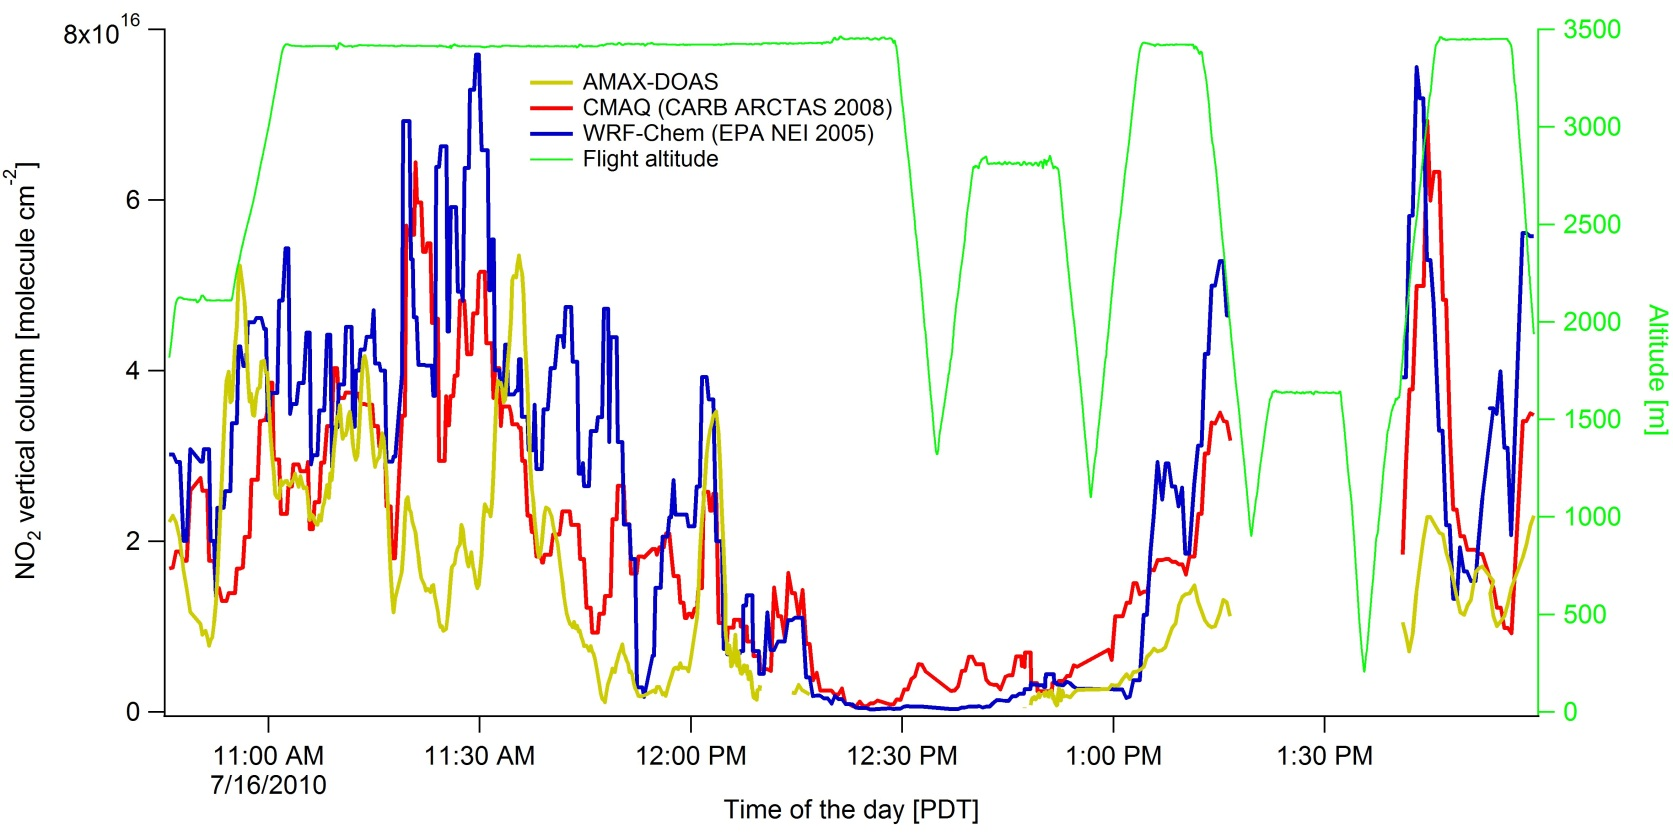 8x10^16
6
4
2
0
NO2 vertical column [molecule cm^-2]
AMAX-DOAS
CMAQ (CARB ARCTAS 2008)
WRF-Chem (EPA NEI 2005)
Flight altitude
3500
3000
2500
2000
1500
1000
500
0
Altitude [m]
11:00 AM 11:30 AM 12:00 PM 12:30 PM 1:00 PM 1:30 PM
7/16/2010
Time of the day [PDT]